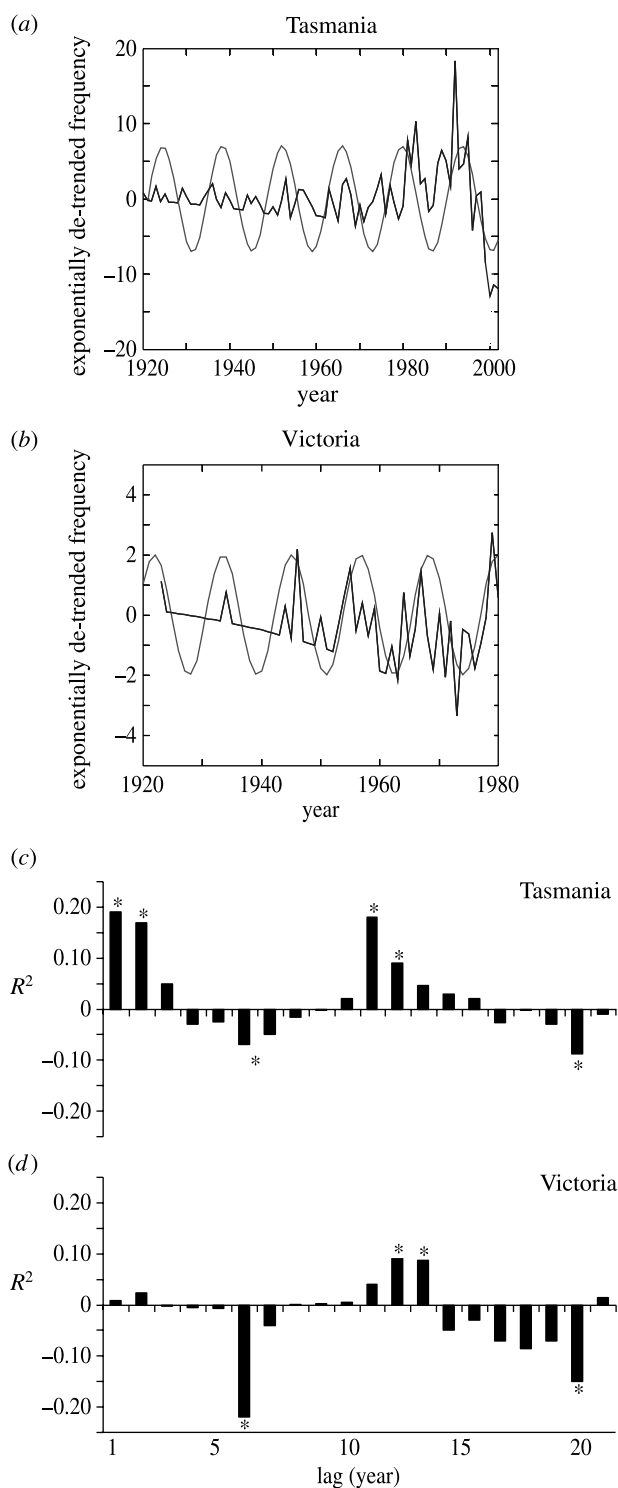 (a) Tasmania
exponentially de-trended frequency
20
10
0
−10
−20
1920 1940 1960 1980 2000
year
(b) Victoria
exponentially de-trended frequency
4
2
0
−2
−4
1920 1940 1960 1980
year
(c)
Tasmania
R²
0.20
0.10
0
−0.10
−0.20
* * * * * *
(d)
Victoria
R²
0.20
0.10
0
−0.10
−0.20
* * * *
1 5 10 15 20
lag (year)